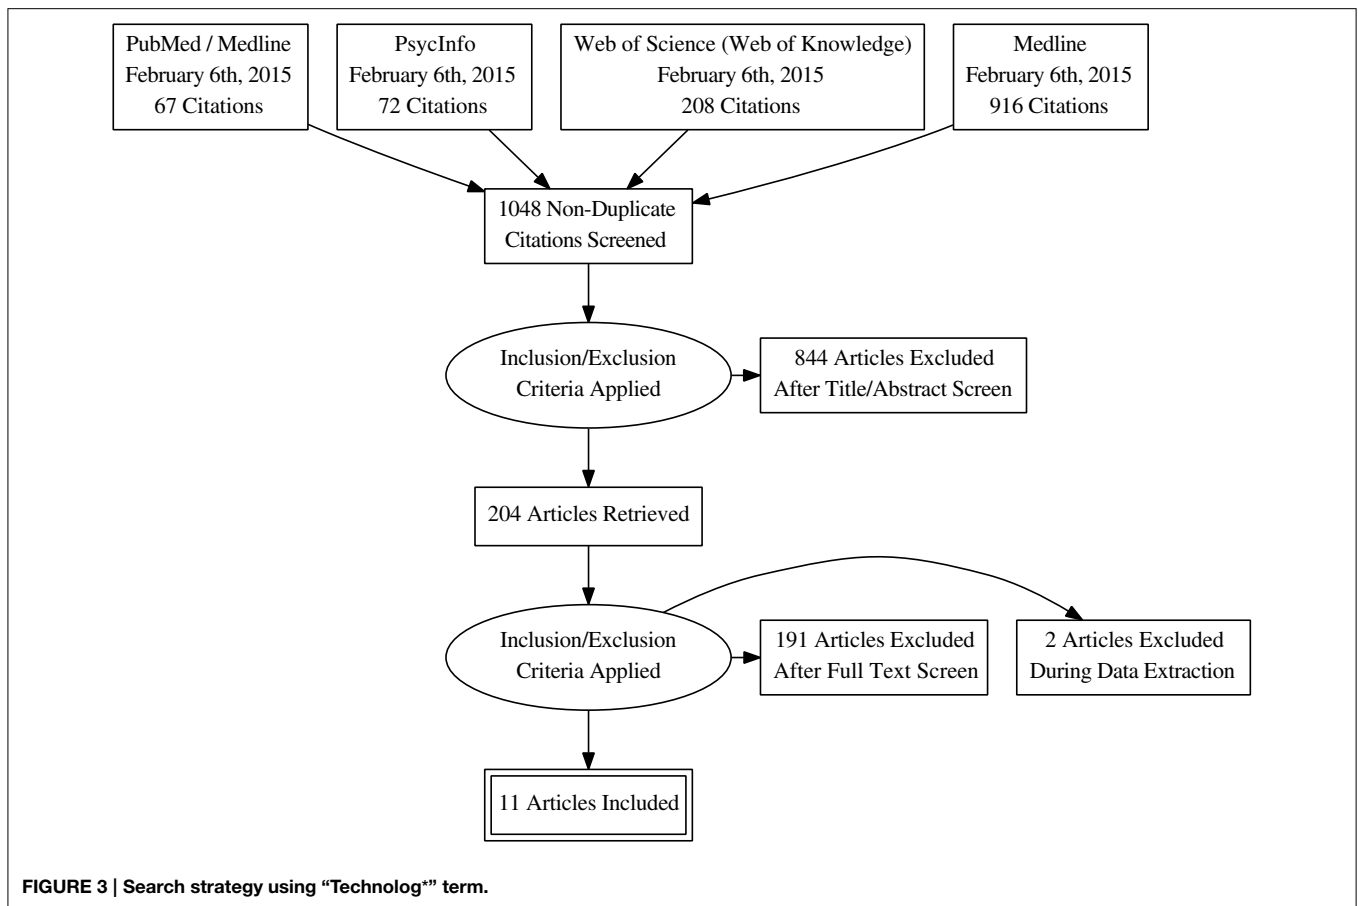 PubMed / Medline
February 6th, 2015
67 Citations
PsycInfo
February 6th, 2015
72 Citations
Web of Science (Web of Knowledge)
February 6th, 2015
208 Citations
Medline
February 6th, 2015
916 Citations
1048 Non-Duplicate
Citations Screened
Inclusion/Exclusion
Criteria Applied
844 Articles Excluded
After Title/Abstract Screen
204 Articles Retrieved
Inclusion/Exclusion
Criteria Applied
191 Articles Excluded
After Full Text Screen
2 Articles Excluded
During Data Extraction
11 Articles Included
FIGURE 3 | Search strategy using “Technolog*” term.